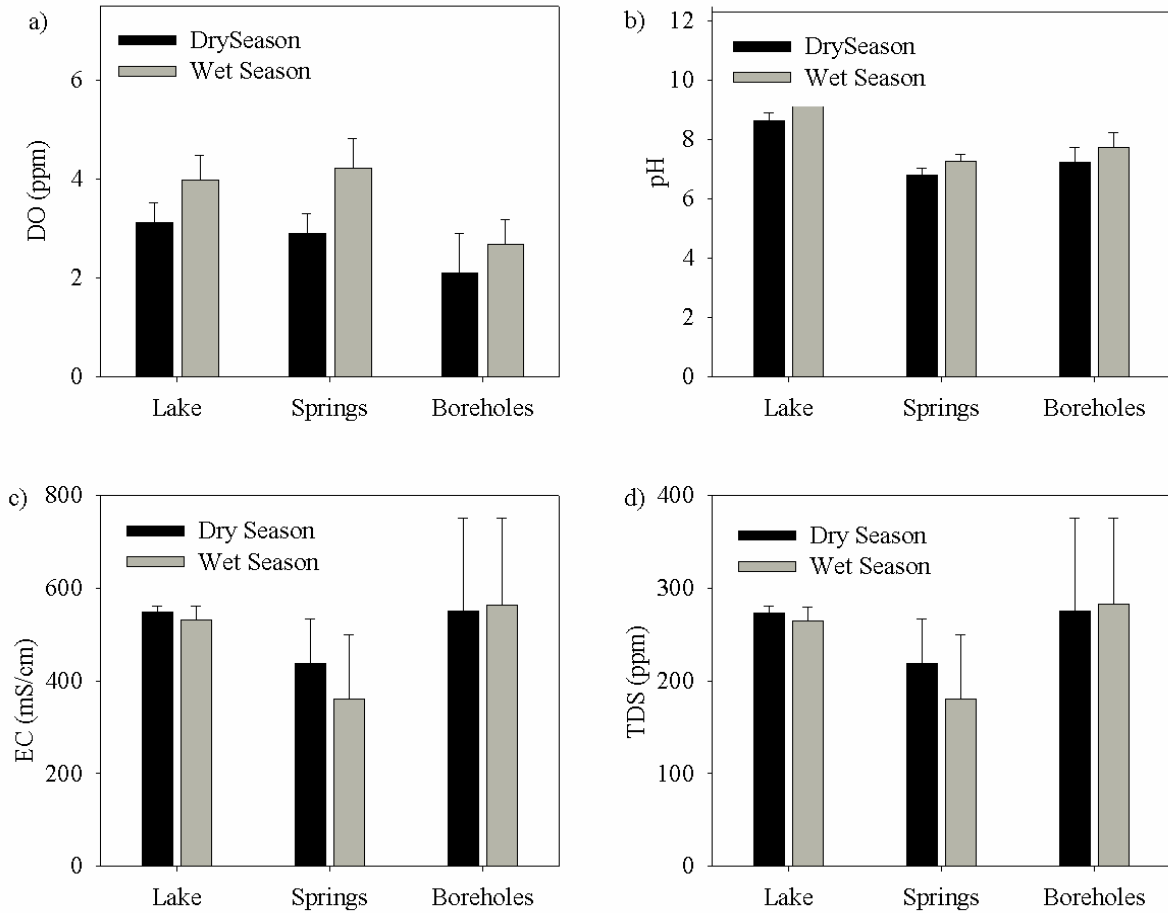 a)
DrySeason
Wet Season
6
4
2
0
DO (ppm)
Lake Springs Boreholes
b)
12
10
8
6
4
2
0
DrySeason
Wet Season
pH
Lake Springs Boreholes
c)
800
600
400
200
0
Dry Season
Wet Season
EC (mS/cm)
Lake Springs Boreholes
d)
400
300
200
100
0
Dry Season
Wet Season
TDS (ppm)
Lake Springs Boreholes